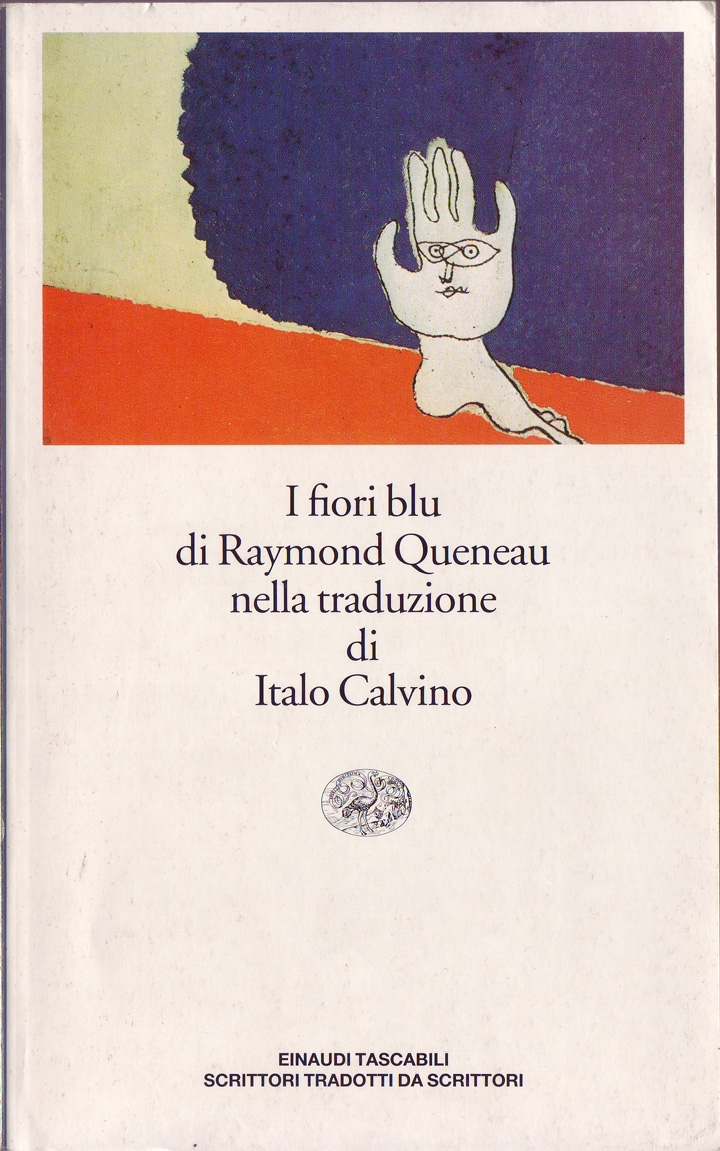 I fiori blu
di Raymond Queneau
nella traduzione
di
Italo Calvino
EINAUDI TASCABILI
SCRITTORI TRADOTTI DA SCRITTORI